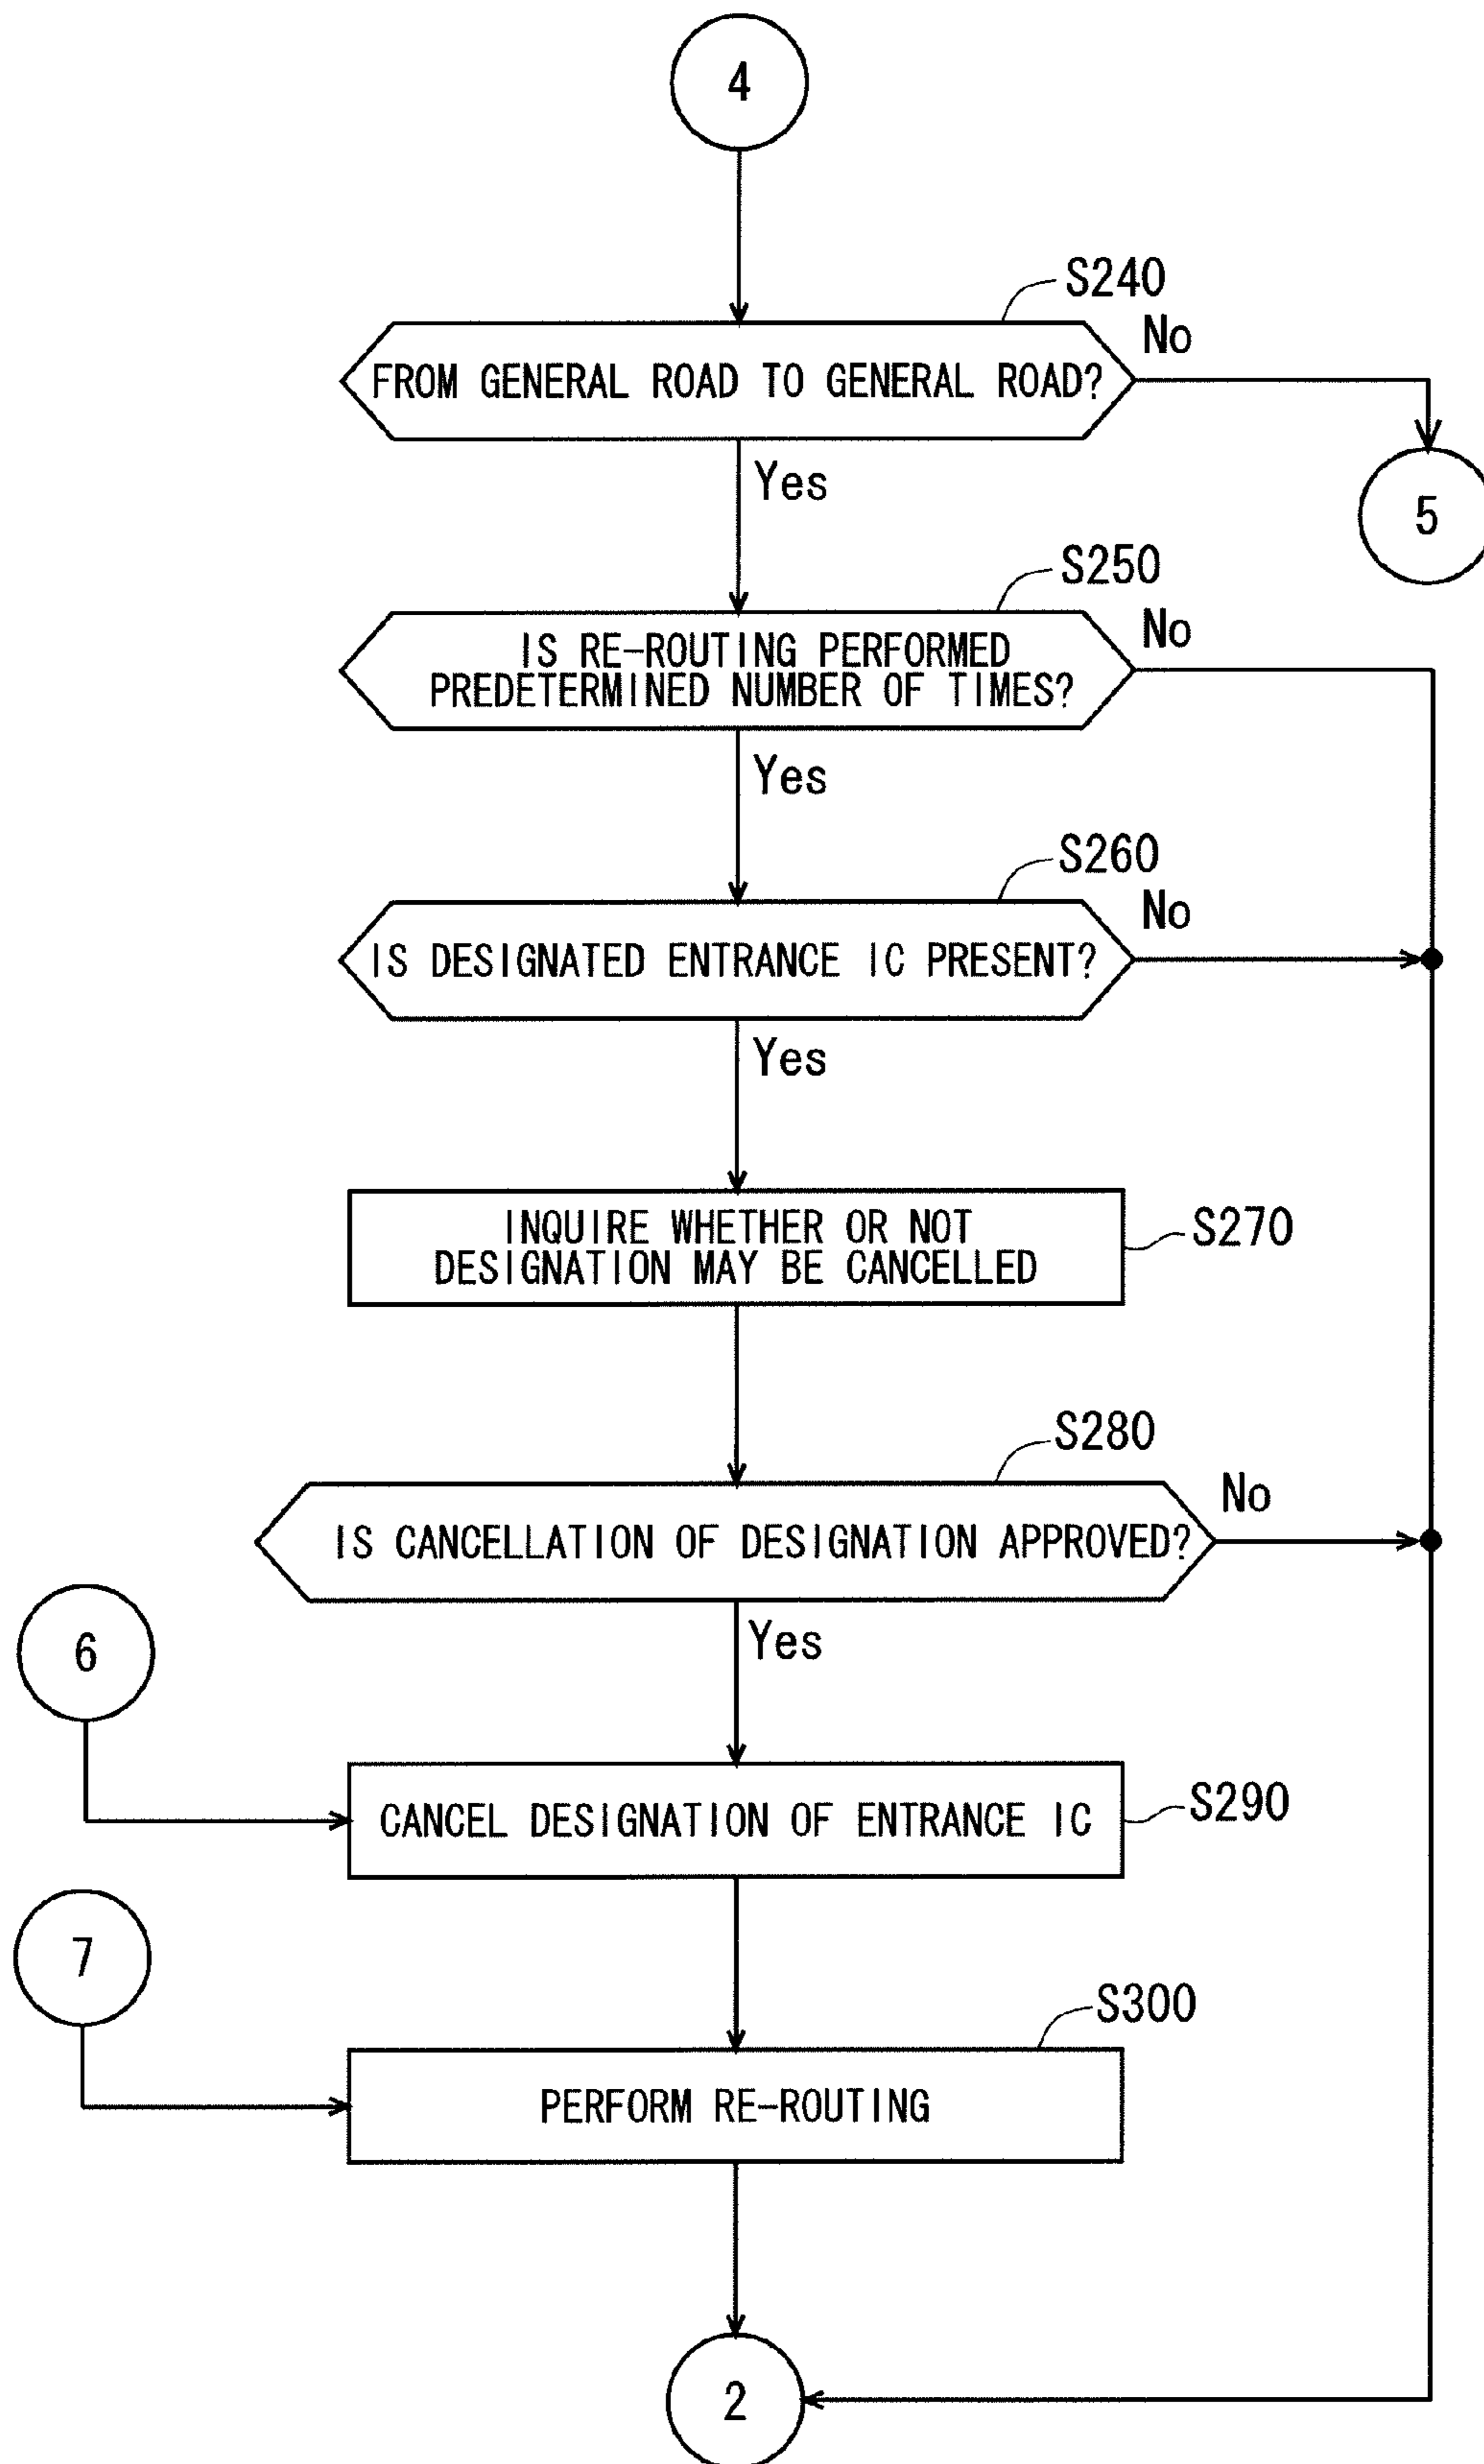 4
S240
FROM GENERAL ROAD TO GENERAL ROAD?
No
Yes
5
S250
IS RE-ROUTING PERFORMED
PREDETERMINED NUMBER OF TIMES?
No
Yes
S260
IS DESIGNATED ENTRANCE IC PRESENT?
No
Yes
INQUIRE WHETHER OR NOT
DESIGNATION MAY BE CANCELLED
S270
S280
IS CANCELLATION OF DESIGNATION APPROVED?
No
Yes
6
CANCEL DESIGNATION OF ENTRANCE IC
S290
7
S300
PERFORM RE-ROUTING
2